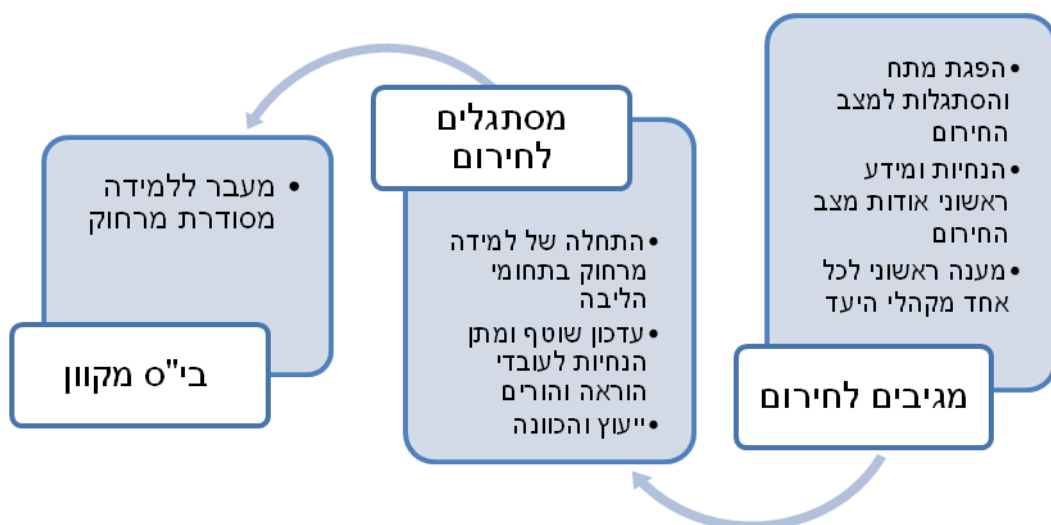 •הפגת מתח
והסתגלות למצב
החירום
•הנחיות ומידע
ראשוני אודות מצב
החירום
•מענה ראשוני לכל
אחד מקהלי היעד
מגיבים לחירום
מסתגלים
לחירום
•התחלה של למידה
מרחוק בתחומי
הליבה
•עדכון שוטף ומתן
הנחיות לעובדי
הוראה והורים
•ייעוץ והכוונה
• מעבר ללמידה
מסודרת מרחוק
בי"ס מקוון